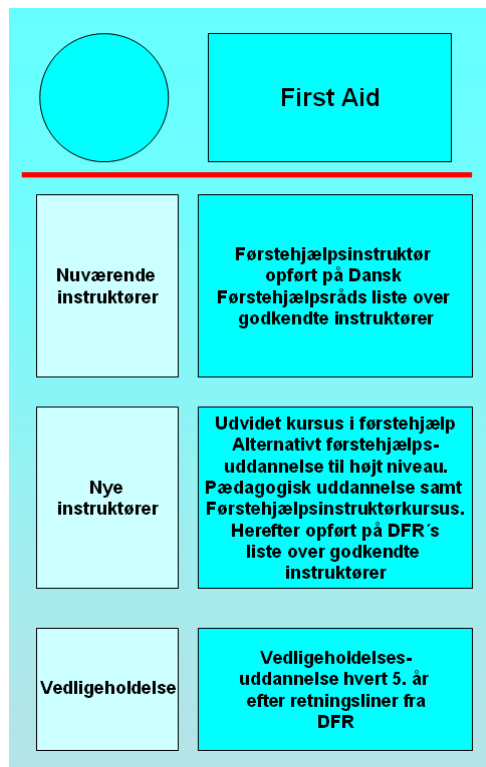 First Aid
Nuværende
instruktører
Førstehjælpsinstruktør
opført på Dansk
Førstehjælpsråds liste over
godkendte instruktører
Nye
instruktører
Udvidet kursus i førstehjælp
Alternativt førstehjælps-
uddannelse til højt niveau.
Pædagogisk uddannelse samt
Førstehjælpsinstruktørkursus.
Herefter opført på DFR´s
liste over godkendte
instruktører
Vedligeholdelse
Vedligeholdelses-
uddannelse hvert 5. år
efter retningsliner fra
DFR